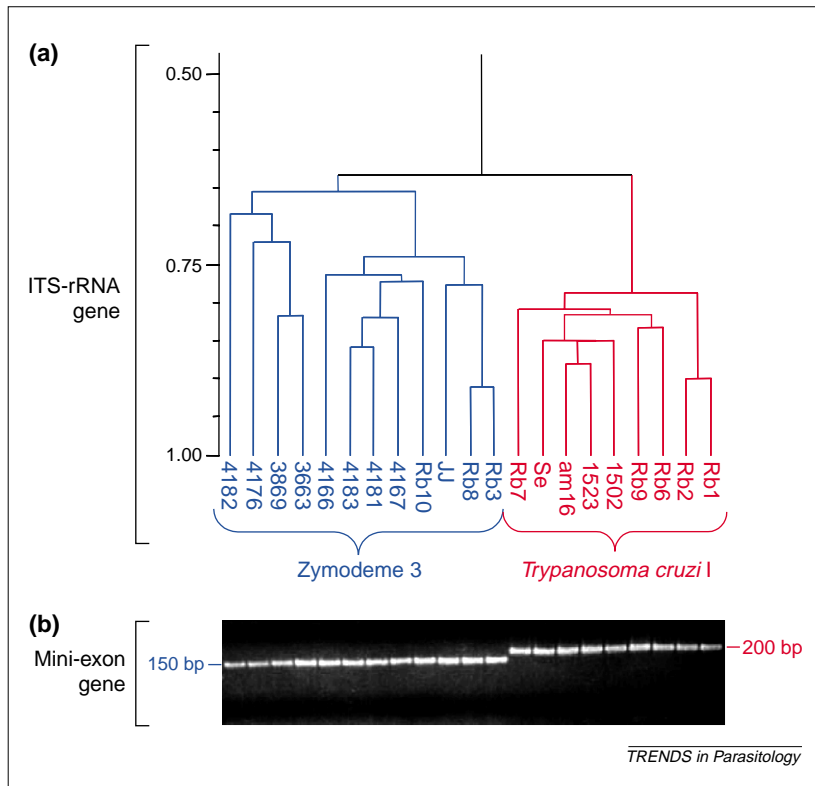 (a)
0.50
0.75
1.00
ITS-rRNA
gene
4182 4176 3869 3663 4166 4183 4181 4167 Rb10 JJ Rb8 Rb3 Rb7 Se am16 1523 1502 Rb9 Rb6 Rb2 Rb1
Zymodeme 3 Trypanosoma cruzi I
(b)
Mini-exon
gene
150 bp 200 bp
TRENDS in Parasitology